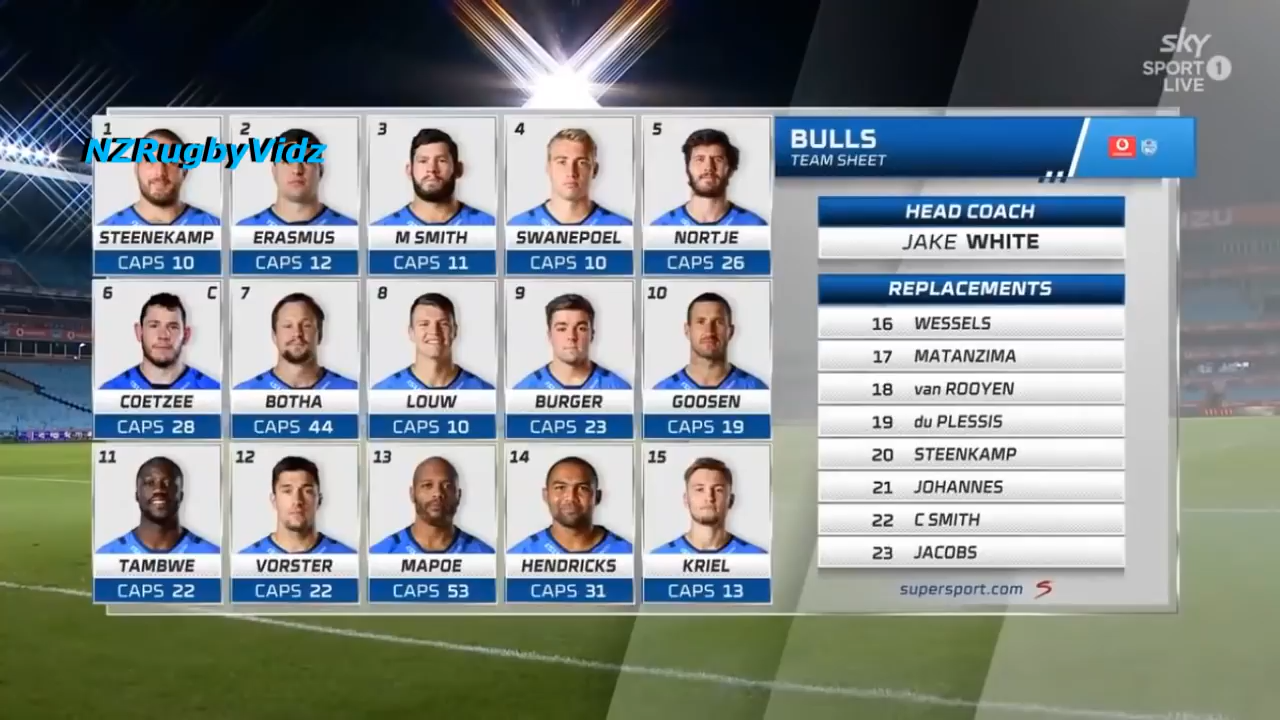 sky
SPORT 1
LIVE
NZRugbyVidz
BULLS
TEAM SHEET
1
STEENEKAMP
CAPS 10
2
ERASMUS
CAPS 12
3
M SMITH
CAPS 11
4
SWANEPOEL
CAPS 10
5
NORTJE
CAPS 26
6 C
COETZEE
CAPS 28
7
BOTHA
CAPS 44
8
LOUW
CAPS 10
9
BURGER
CAPS 23
10
GOOSEN
CAPS 19
11
TAMBWE
CAPS 22
12
VORSTER
CAPS 22
13
MAPOE
CAPS 53
14
HENDRICKS
CAPS 31
15
KRIEL
CAPS 13
HEAD COACH
JAKE WHITE
REPLACEMENTS
16 WESSELS
17 MATANZIMA
18 van ROOYEN
19 du PLESSIS
20 STEENKAMP
21 JOHANNES
22 C SMITH
23 JACOBS
supersport.com S